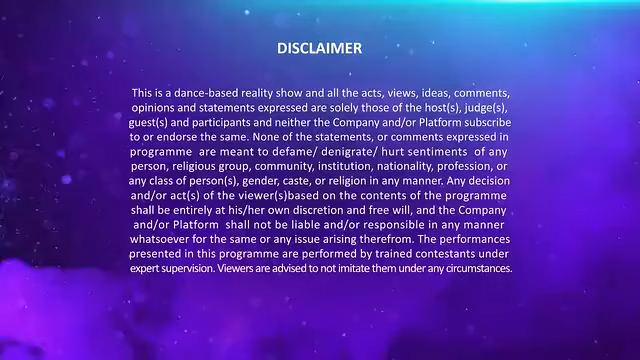 DISCLAIMER
This is a dance-based reality show and all the acts, views, ideas, comments,
opinions and statements expressed are solely those of the host(s), judge(s),
guest(s) and participants and neither the Company and/or Platform subscribe
to or endorse the same. None of the statements, or comments expressed in
programme are meant to defame/ denigrate/ hurt sentiments of any
person, religious group, community, institution, nationality, profession, or
any class of person(s), gender, caste, or religion in any manner. Any decision
and/or act(s) of the viewer(s)based on the contents of the programme
shall be entirely at his/her own discretion and free will, and the Company
and/or Platform shall not be liable and/or responsible in any manner
whatsoever for the same or any issue arising therefrom. The performances
presented in this programme are performed by trained contestants under
expert supervision. Viewers are advised to not imitate them under any circumstances.